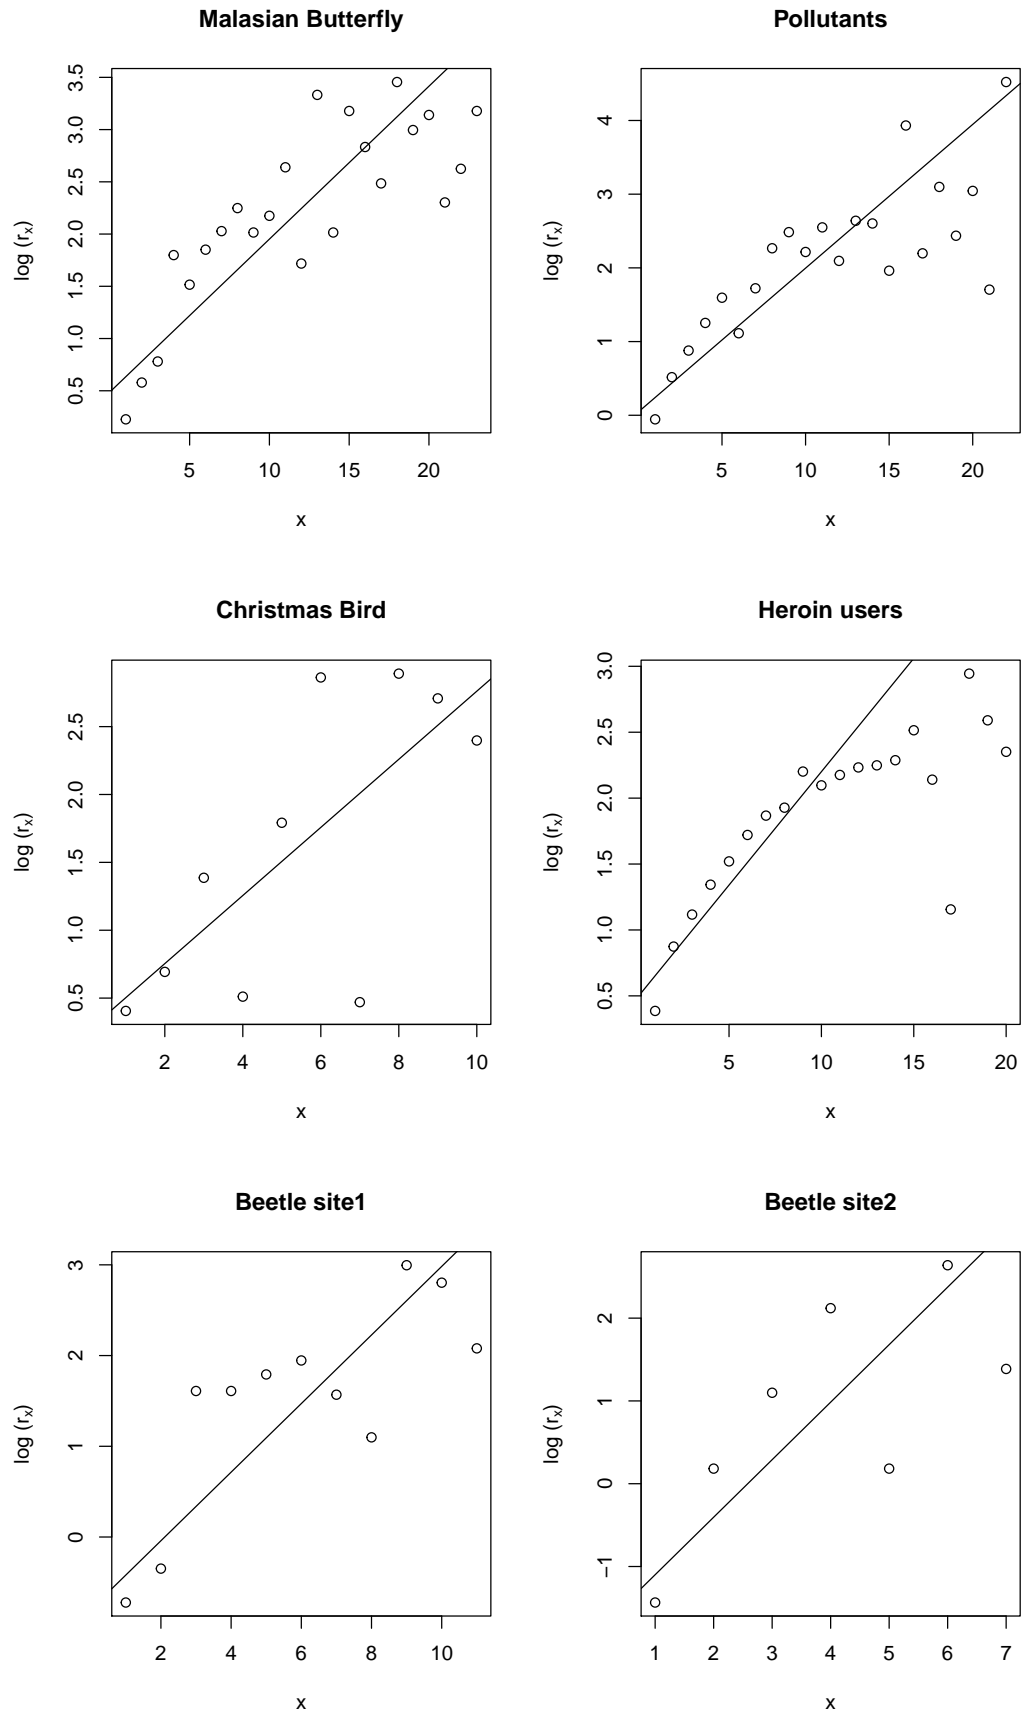 Malasian Butterfly
log (rx)
0.5 1.0 1.5 2.0 2.5 3.0 3.5
5 10 15 20
x
Pollutants
log (rx)
0 1 2 3 4
5 10 15 20
x
Christmas Bird
log (rx)
0.5 1.0 1.5 2.0 2.5
2 4 6 8 10
x
Heroin users
log (rx)
0.5 1.0 1.5 2.0 2.5 3.0
5 10 15 20
x
Beetle site1
log (rx)
0 1 2 3
2 4 6 8 10
x
Beetle site2
log (rx)
−1 0 1 2
1 2 3 4 5 6 7
x